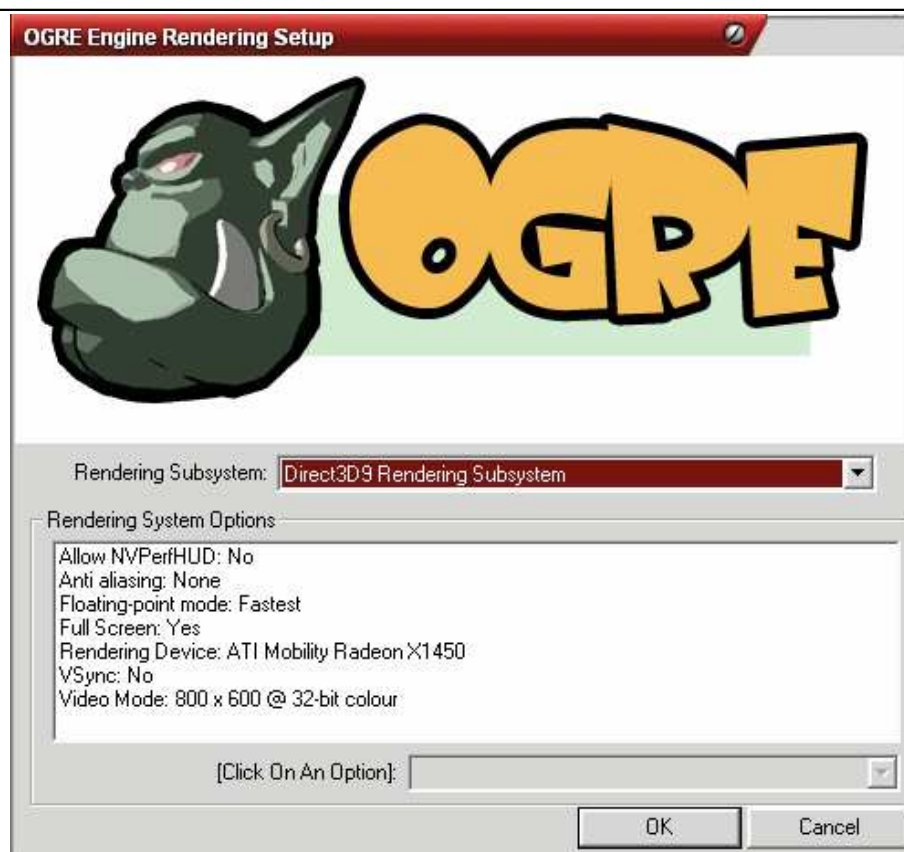 OGRE Engine Rendering Setup
OGRE
Rendering Subsystem: Direct3D9 Rendering Subsystem
Rendering System Options
Allow NVPerfHUD: No
Anti aliasing: None
Floating-point mode: Fastest
Full Screen: Yes
Rendering Device: ATI Mobility Radeon X1450
VSync: No
Video Mode: 800 x 600 @ 32-bit colour
[Click On An Option]:
OK Cancel